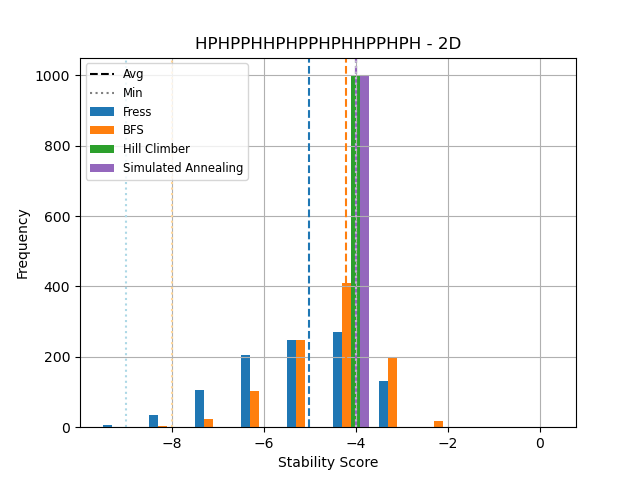 HPHPPHHPHPPHPHHPPHPH - 2D
Avg
Min
Fress
BFS
Hill Climber
Simulated Annealing
1000
800
600
400
200
0
Frequency
−8
−6
−4
−2
0
Stability Score